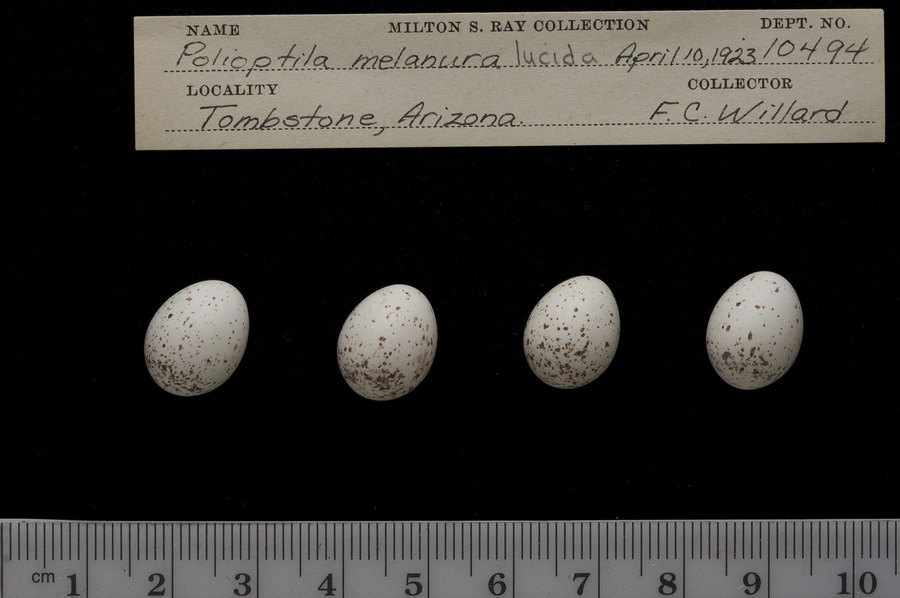 NAME MILTON S. RAY COLLECTION DEPT. NO.
Polioptila melanura lucida April 10, 1923 10494
LOCALITY COLLECTOR
Tombstone, Arizona. F. C. Willard
cm 1 2 3 4 5 6 7 8 9 10